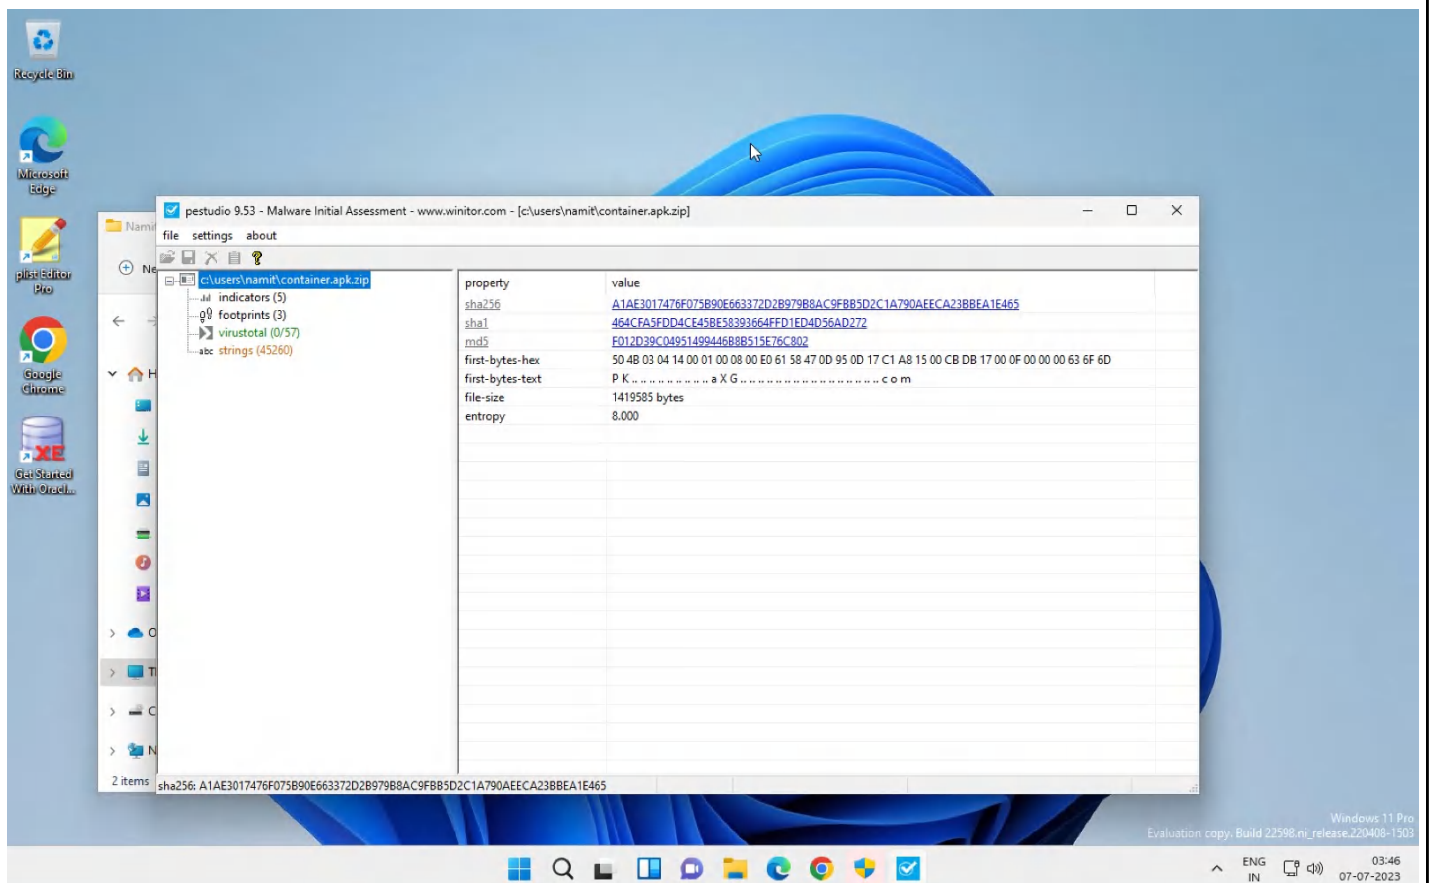 Recycle Bin
Microsoft
Edge
plist Editor
Pro
Google
Chrome
Get Started
With Oracl...
Nami
Ne
H
O
Tl
C
N
2 items
pestudio 9.53 - Malware Initial Assessment - www.winitor.com - [c:\users\namit\container.apk.zip]
file settings about
c:\users\namit\container.apk.zip
indicators (5)
footprints (3)
virustotal (0/57)
abc strings (45260)
property value
sha256 A1AE3017476F075B90E663372D2B979B8AC9FBB5D2C1A790AEECA23BBEA1E465
sha1 464CFA5FDD4CE45BE58393664FFD1ED4D56AD272
md5 F012D39C04951499446B8B515E76C802
first-bytes-hex 50 4B 03 04 14 00 01 00 08 00 E0 61 58 47 0D 95 0D 17 C1 A8 15 00 CB DB 17 00 0F 00 00 00 63 6F 6D
first-bytes-text P K .. .. .. .. .. .. .. .. .. a X G .. .. .. .. .. .. .. .. .. .. .. .. .. .. .. .. .. c o m
file-size 1419585 bytes
entropy 8.000
sha256: A1AE3017476F075B90E663372D2B979B8AC9FBB5D2C1A790AEECA23BBEA1E465
Windows 11 Pro
Evaluation copy. Build 22598.ni_release.220408-1503
ENG
IN
03:46
07-07-2023